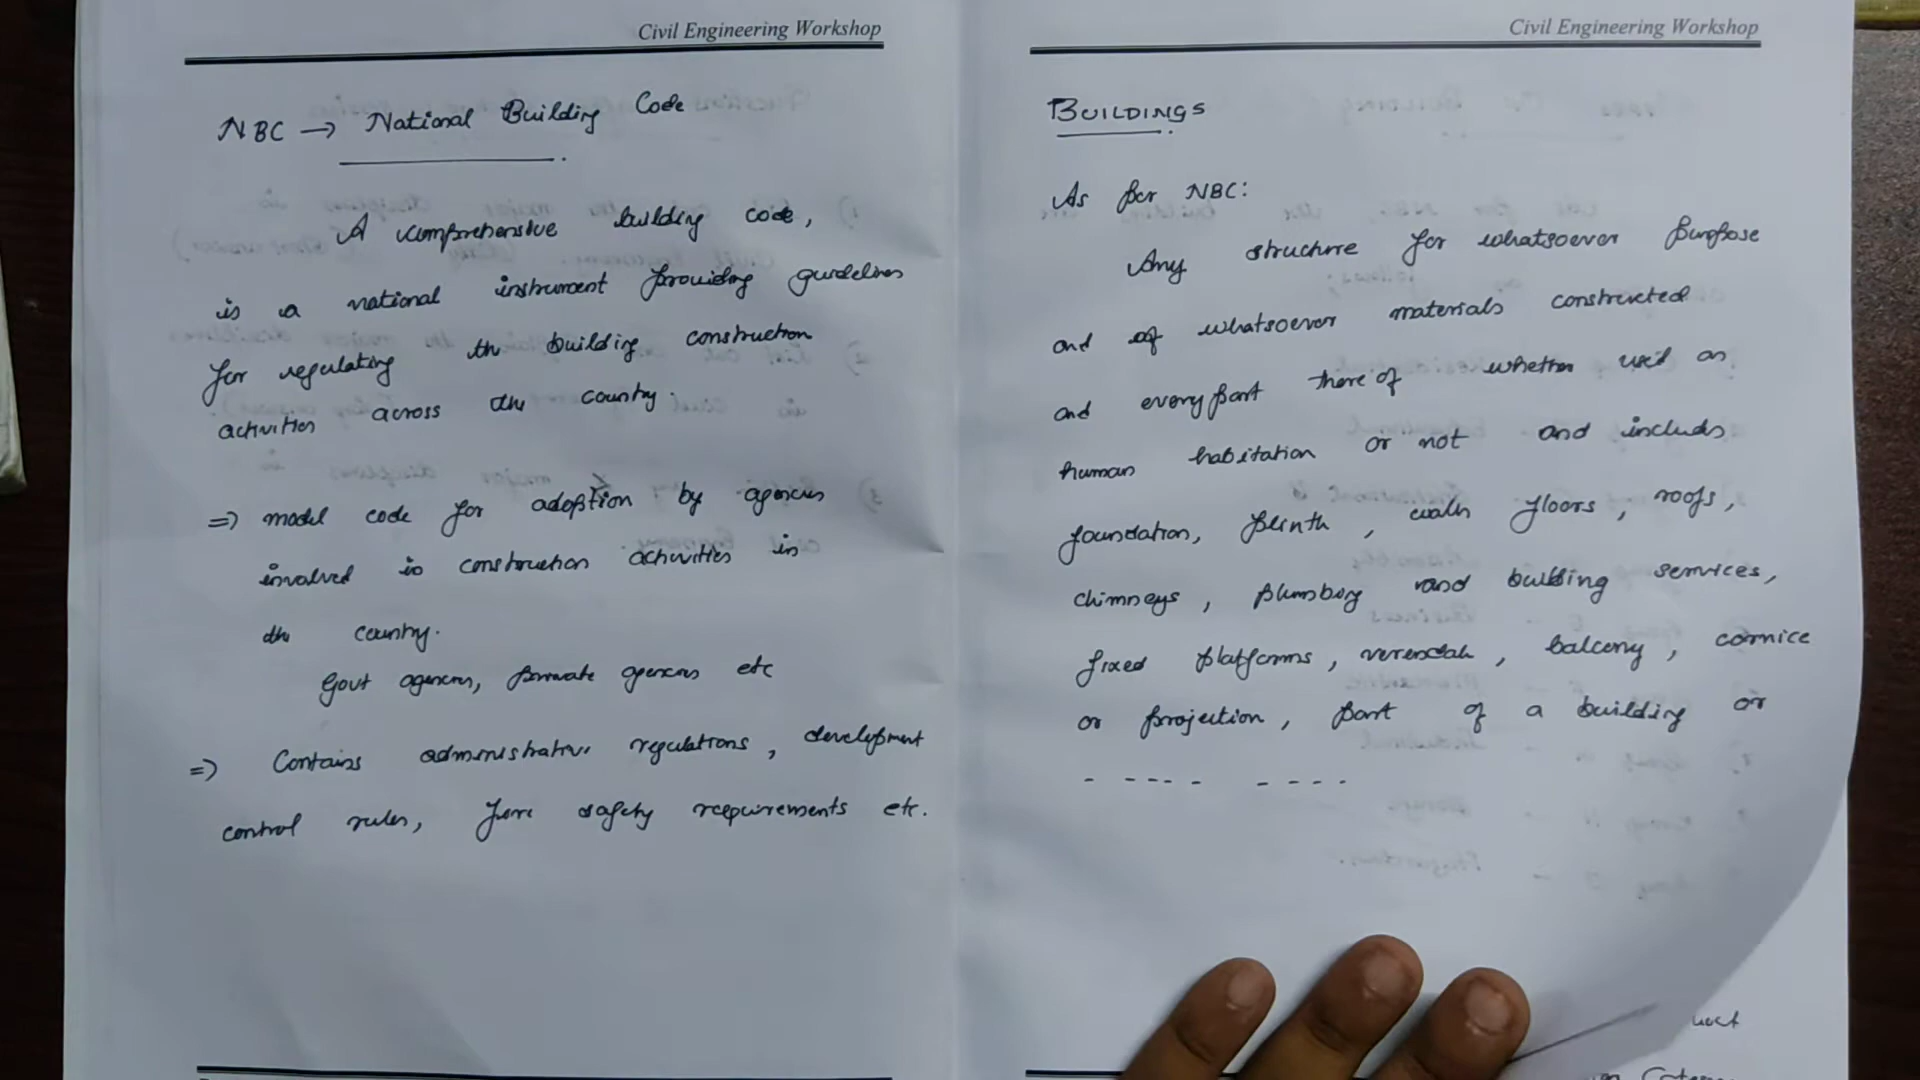 Civil Engineering Workshop
NBC → National Building Code
A comprehensive building code,
is a national instrument providing guidelines
for regulating the building construction
activities across the country.
=> model code for adoption by agencies
involved in construction activities in
the country.
Govt agencies, private agencies etc
=> Contains administrative regulations, development
control rules, fire safety requirements etc.
Civil Engineering Workshop
BUILDINGS
As per NBC:
Any structure for whatsoever purpose
and of whatsoever materials constructed
and every part there of whether used as
human habitation or not and includes
foundation, plinth, walls floors, roofs,
chimneys, plumbing and building services,
fixed platforms, verendah, balcony, cornice
or projection, part of a building or
- - - - - - - - -